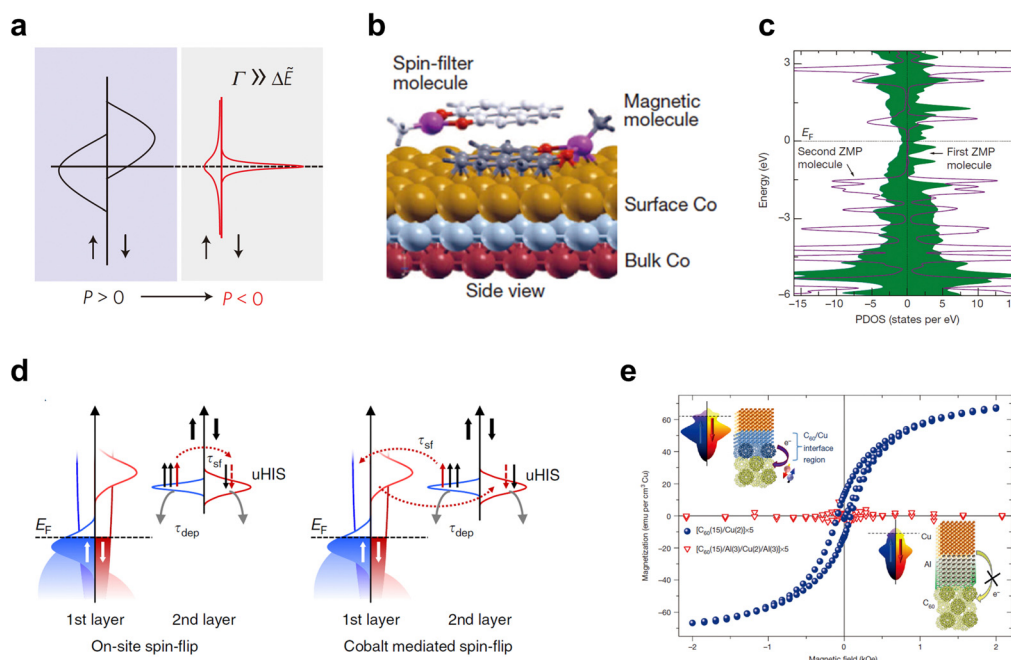 a
Γ ≫ ΔẼ
P > 0
P < 0
b
Spin-filter
molecule
Magnetic
molecule
Surface Co
Bulk Co
Side view
c
3
E_F
0
−3
−6
Energy (eV)
Second ZMP
molecule
First ZMP
molecule
−15 −10 −5 0 5 10 15
PDOS (states per eV)
d
E_F
τ_sf
uHIS
τ_dep
1st layer 2nd layer
On-site spin-flip
E_F
τ_sf
uHIS
τ_dep
1st layer 2nd layer
Cobalt mediated spin-flip
e
60
40
20
0
−20
−40
−60
Magnetization (emu per cm³ Cu)
C₆₀/Cu
interface
region
e⁻
[C₆₀(15)/Cu(2)]×5
[C₆₀(15)/Al(3)/Cu(2)/Al(3)]×5
Cu
Al
C₆₀
e⁻
−2 −1 0 1 2
Magnetic field (kOe)